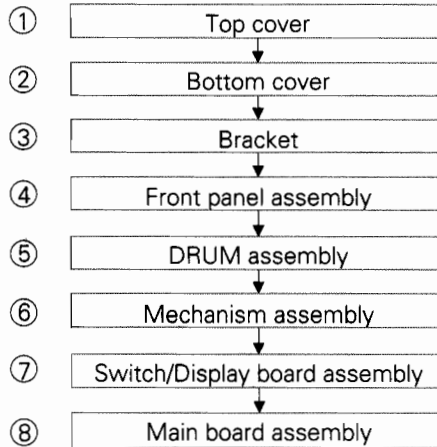 ① Top cover
② Bottom cover
③ Bracket
④ Front panel assembly
⑤ DRUM assembly
⑥ Mechanism assembly
⑦ Switch/Display board assembly
⑧ Main board assembly